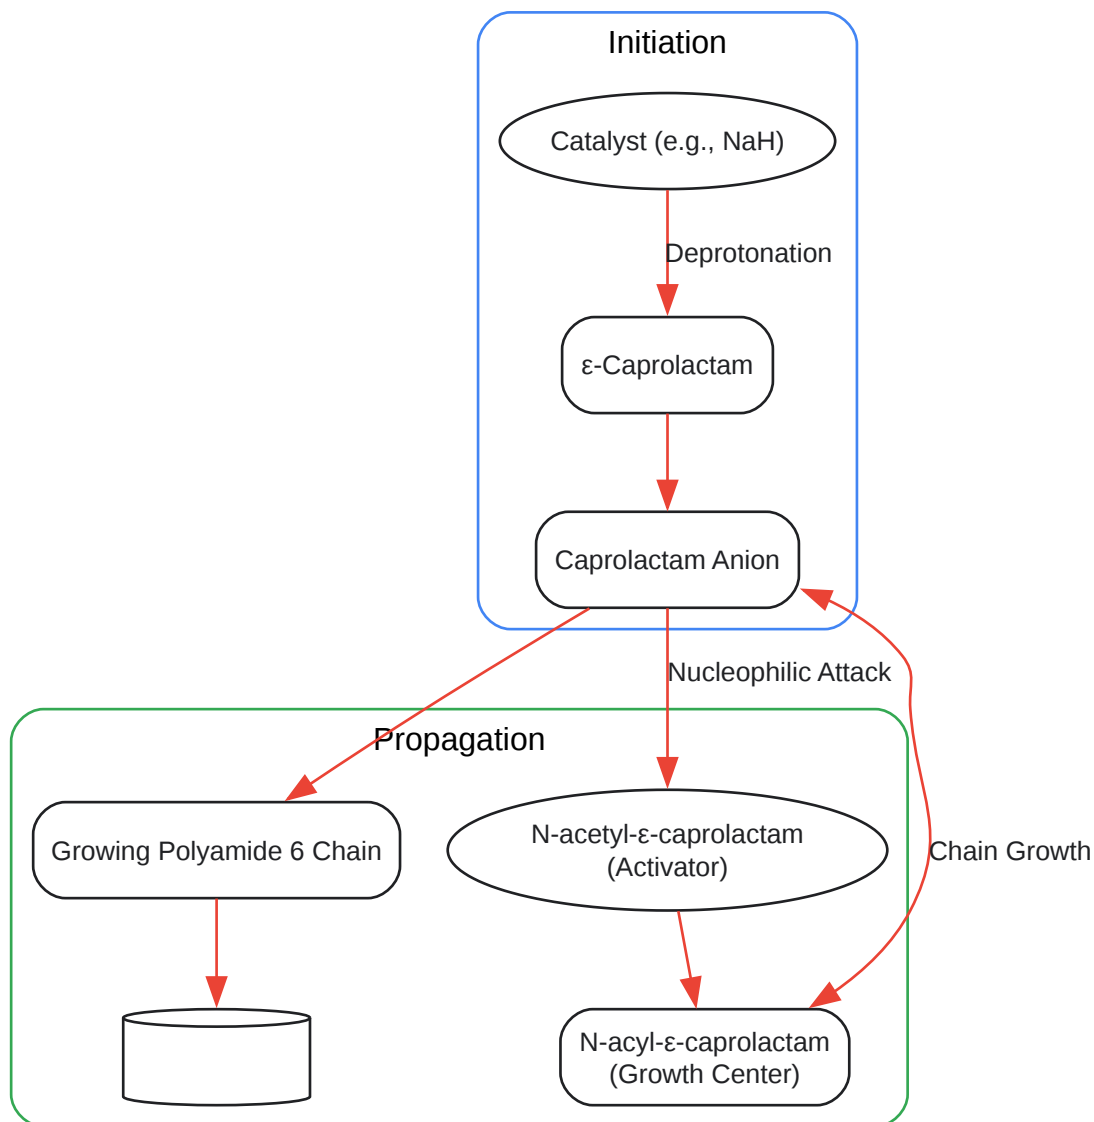 Initiation
Catalyst (e.g., NaH)
Deprotonation
ε-Caprolactam
Caprolactam Anion
Nucleophilic Attack
Propagation
Growing Polyamide 6 Chain
N-acetyl-ε-caprolactam
(Activator)
Chain Growth
N-acyl-ε-caprolactam
(Growth Center)